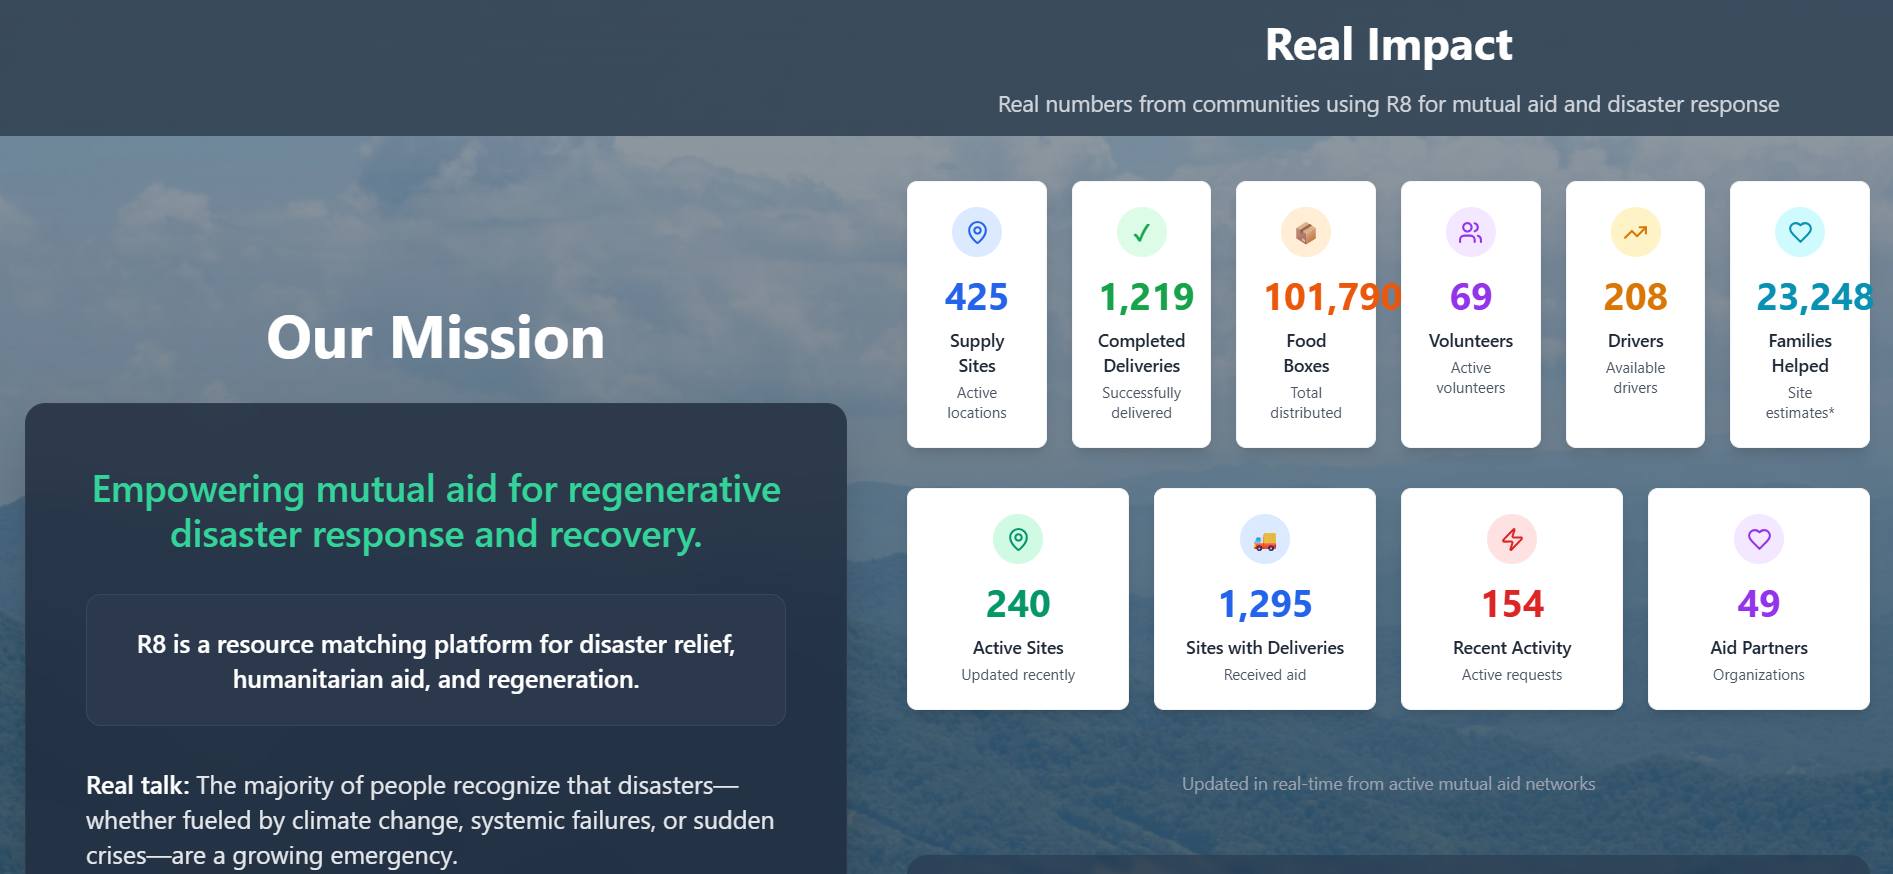 Real Impact
Real numbers from communities using R8 for mutual aid and disaster response
Our Mission
Empowering mutual aid for regenerative
disaster response and recovery.
R8 is a resource matching platform for disaster relief,
humanitarian aid, and regeneration.
Real talk: The majority of people recognize that disasters—
whether fueled by climate change, systemic failures, or sudden
crises—are a growing emergency.
425
Supply
Sites
Active
locations
1,219
Completed
Deliveries
Successfully
delivered
101,790
Food
Boxes
Total
distributed
69
Volunteers
Active
volunteers
208
Drivers
Available
drivers
23,248
Families
Helped
Site
estimates*
240
Active Sites
Updated recently
1,295
Sites with Deliveries
Received aid
154
Recent Activity
Active requests
49
Aid Partners
Organizations
Updated in real-time from active mutual aid networks